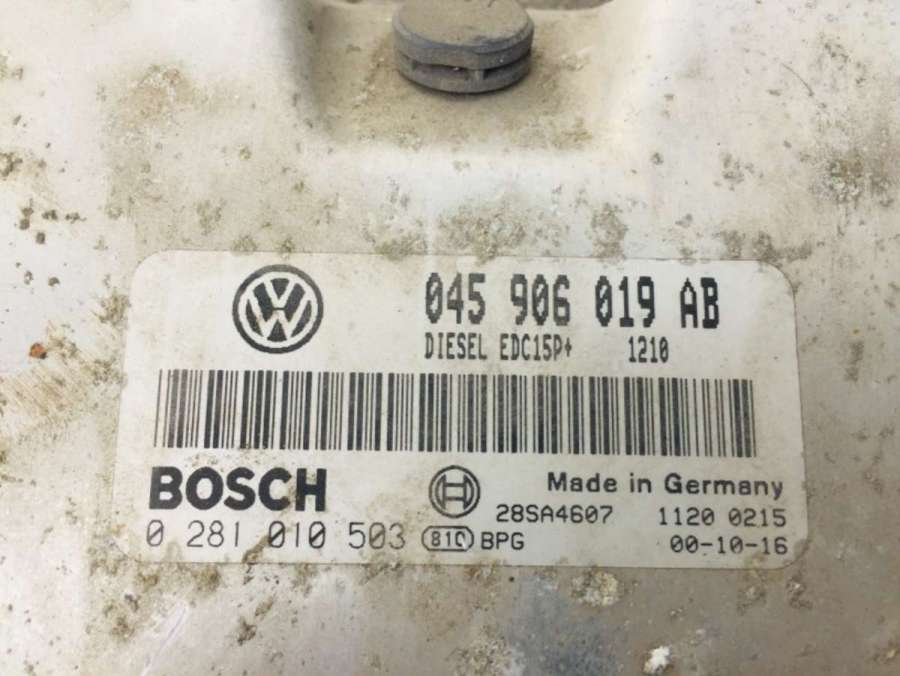 045 906 019 AB
DIESEL EDC15P+ 1210
BOSCH
Made in Germany
28SA4607 1120 0215
0 281 010 503 810 BPG 00-10-16